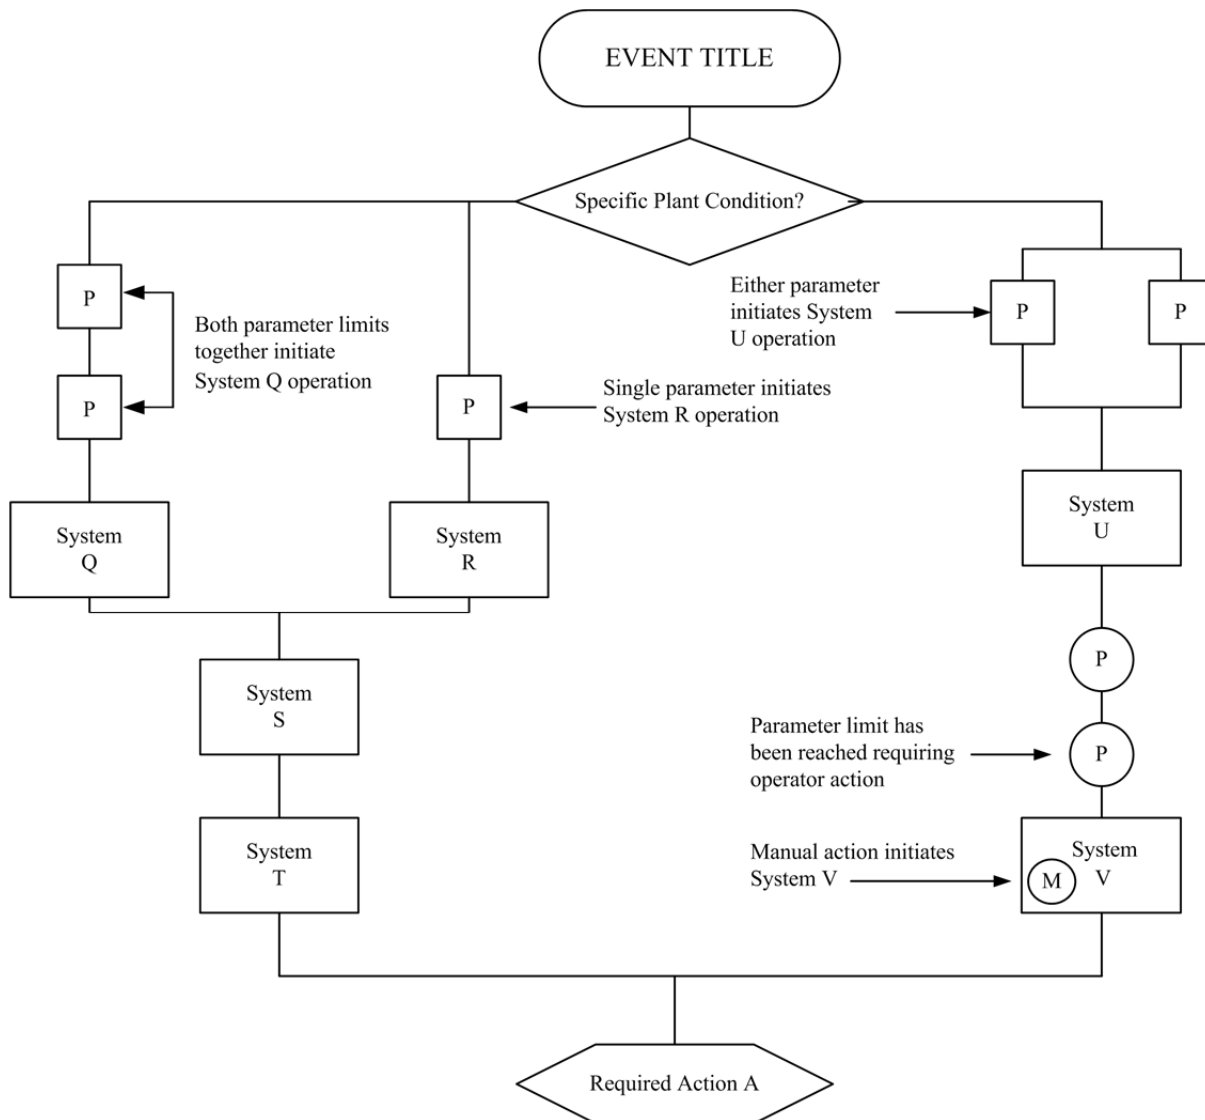 EVENT TITLE
Specific Plant Condition?
P
Both parameter limits
together initiate
System Q operation
P
P
Single parameter initiates
System R operation
Either parameter
initiates System
U operation
P
P
System
Q
System
R
System
U
System
S
System
T
P
Parameter limit has
been reached requiring
operator action
P
Manual action initiates
System V
System
V
M
Required Action A